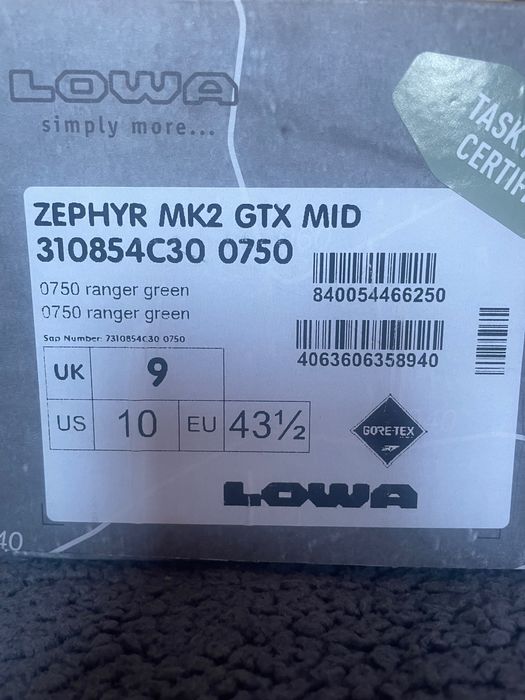 LOWA
simply more...
TASK
CERTIF
ZEPHYR MK2 GTX MID
310854C30 0750
0750 ranger green
0750 ranger green
840054466250
Sap Number: 7310854C30 0750
4063606358940
UK 9
US 10 EU 43½
GORE-TEX
LOWA
40